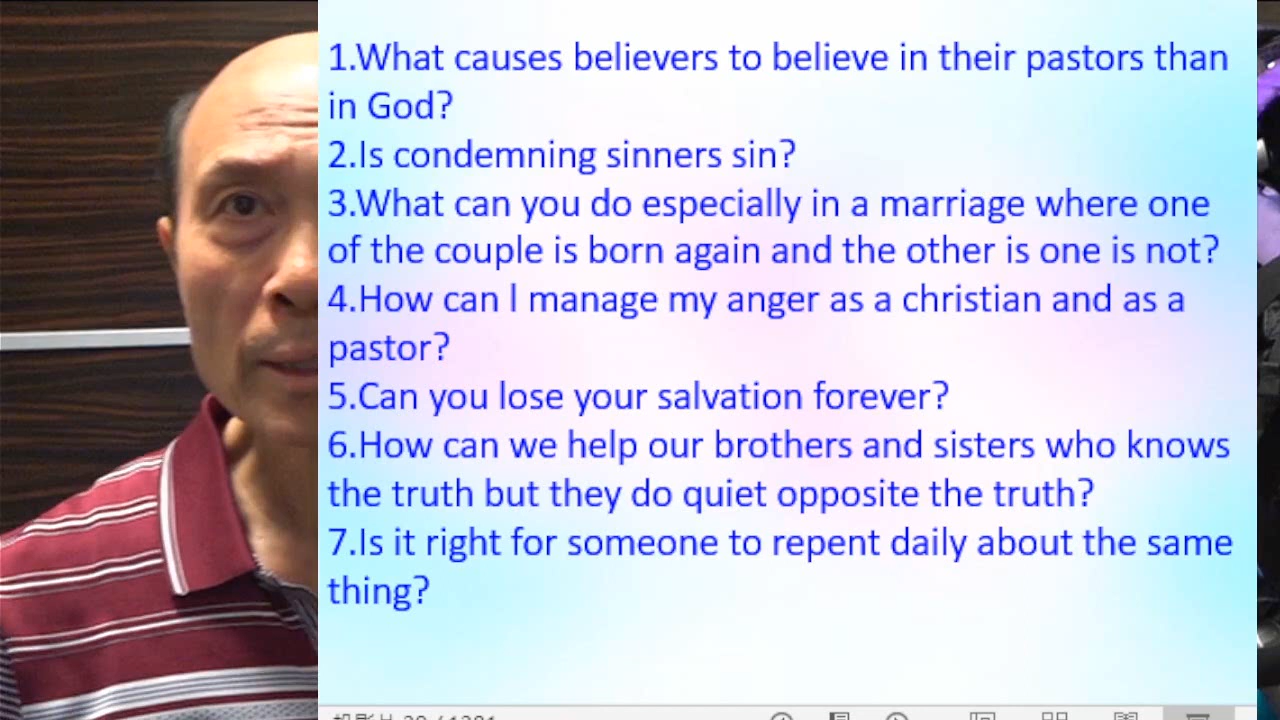 1.What causes believers to believe in their pastors than
in God?
2.Is condemning sinners sin?
3.What can you do especially in a marriage where one
of the couple is born again and the other is one is not?
4.How can I manage my anger as a christian and as a
pastor?
5.Can you lose your salvation forever?
6.How can we help our brothers and sisters who knows
the truth but they do quiet opposite the truth?
7.Is it right for someone to repent daily about the same
thing?